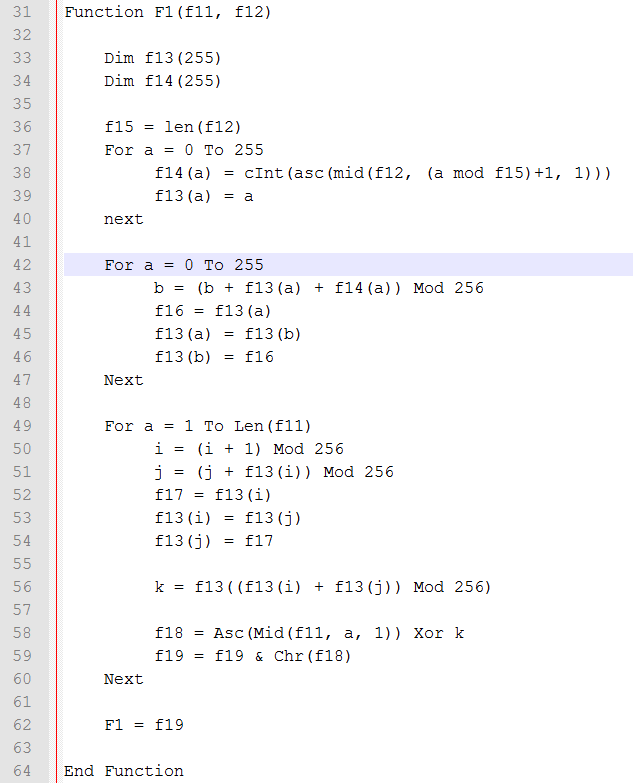 31 Function F1(f11, f12)
32
33 Dim f13(255)
34 Dim f14(255)
35
36 f15 = len(f12)
37 For a = 0 To 255
38 f14(a) = cInt(asc(mid(f12, (a mod f15)+1, 1)))
39 f13(a) = a
40 next
41
42 For a = 0 To 255
43 b = (b + f13(a) + f14(a)) Mod 256
44 f16 = f13(a)
45 f13(a) = f13(b)
46 f13(b) = f16
47 Next
48
49 For a = 1 To Len(f11)
50 i = (i + 1) Mod 256
51 j = (j + f13(i)) Mod 256
52 f17 = f13(i)
53 f13(i) = f13(j)
54 f13(j) = f17
55
56 k = f13((f13(i) + f13(j)) Mod 256)
57
58 f18 = Asc(Mid(f11, a, 1)) Xor k
59 f19 = f19 & Chr(f18)
60 Next
61
62 F1 = f19
63
64 End Function